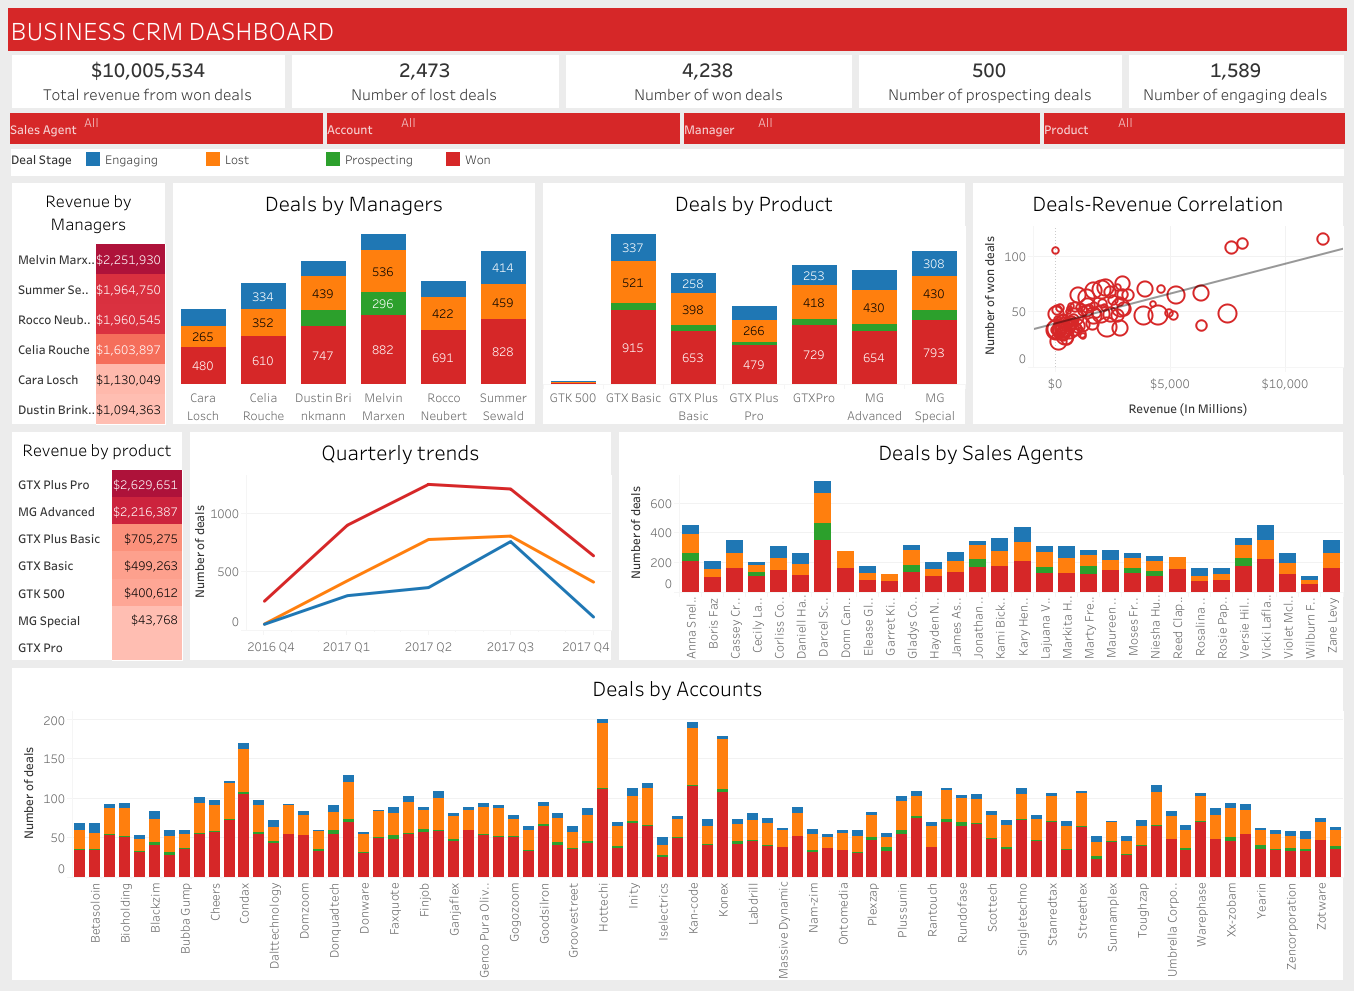 BUSINESS CRM DASHBOARD
$10,005,534
Total revenue from won deals
2,473
Number of lost deals
4,238
Number of won deals
500
Number of prospecting deals
1,589
Number of engaging deals
Sales Agent All
Account All
Manager All
Product All
Deal Stage Engaging Lost Prospecting Won
Revenue by
Managers
Melvin Marx.. $2,251,930
Summer Se.. $1,964,750
Rocco Neub.. $1,960,545
Celia Rouche $1,603,897
Cara Losch $1,130,049
Dustin Brink.. $1,094,363
Deals by Managers
265
480
334
352
610
439
747
536
296
882
422
691
414
459
828
Cara
Losch
Celia
Rouche
Dustin Bri
nkmann
Melvin
Marxen
Rocco
Neubert
Summer
Sewald
Deals by Product
337
521
915
258
398
653
266
479
253
418
729
430
654
308
430
793
GTK 500
GTX Basic
GTX Plus
Basic
GTX Plus
Pro
GTXPro
MG
Advanced
MG
Special
Deals-Revenue Correlation
Number of won deals
100
50
0
$0 $5,000 $10,000
Revenue (In Millions)
Revenue by product
GTX Plus Pro $2,629,651
MG Advanced $2,216,387
GTX Plus Basic $705,275
GTX Basic $499,263
GTK 500 $400,612
MG Special $43,768
GTX Pro
Quarterly trends
Number of deals
1000
500
0
2016 Q4 2017 Q1 2017 Q2 2017 Q3 2017 Q4
Deals by Sales Agents
Number of deals
600
400
200
0
Anna Snel..
Boris Faz
Cassey Cr..
Cecily La..
Corliss Co..
Daniell Ha..
Darcel Sc..
Donn Can..
Elease Gl..
Garret Ki..
Gladys Co..
Hayden N..
James As..
Jonathan ..
Kami Bick..
Kary Hen..
Lajuana V..
Markita H..
Marty Fre..
Maureen ..
Moses Fr..
Niesha Hu..
Reed Clap..
Rosalina ..
Rosie Pap..
Versie Hil..
Vicki Lafla..
Violet Mcl..
Wilburn F..
Zane Levy
Deals by Accounts
Number of deals
200
150
100
50
0
Betasoloin
Bioholding
Blackzim
Bubba Gump
Cheers
Condax
Dalttechnology
Domzoom
Donquadtech
Donware
Faxquote
Finjob
Ganjaflex
Genco Pura Oliv..
Gogozoom
Goodsilron
Groovestreet
Hottechi
Inity
Iselectrics
Kan-code
Konex
Labdrill
Massive Dynamic
Nam-zim
Ontomedia
Plexzap
Plussunin
Rantouch
Rundofase
Scottech
Singletechno
Stanredtax
Streethex
Sunnamplex
Toughzap
Umbrella Corpo..
Warephase
Xx-zobam
Yearin
Zencorporation
Zotware